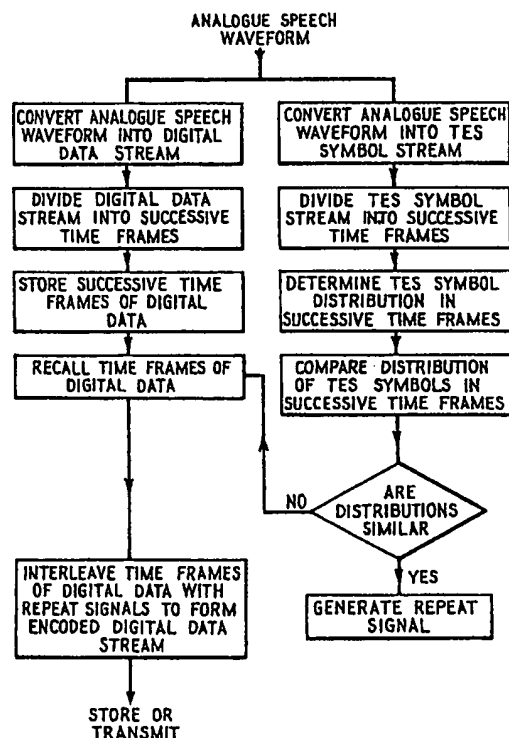 ANALOGUE SPEECH
WAVEFORM
CONVERT ANALOGUE SPEECH
WAVEFORM INTO DIGITAL
DATA STREAM
DIVIDE DIGITAL DATA
STREAM INTO SUCCESSIVE
TIME FRAMES
STORE SUCCESSIVE TIME
FRAMES OF DIGITAL
DATA
RECALL TIME FRAMES OF
DIGITAL DATA
INTERLEAVE TIME FRAMES
OF DIGITAL DATA WITH
REPEAT SIGNALS TO FORM
ENCODED DIGITAL DATA
STREAM
STORE OR
TRANSMIT
CONVERT ANALOGUE SPEECH
WAVEFORM INTO TES
SYMBOL STREAM
DIVIDE TES SYMBOL
STREAM INTO SUCCESSIVE
TIME FRAMES
DETERMINE TES SYMBOL
DISTRIBUTION IN
SUCCESSIVE TIME FRAMES
COMPARE DISTRIBUTION
OF TES SYMBOLS IN
SUCCESSIVE TIME FRAMES
ARE
DISTRIBUTIONS
SIMILAR
NO
YES
GENERATE REPEAT
SIGNAL